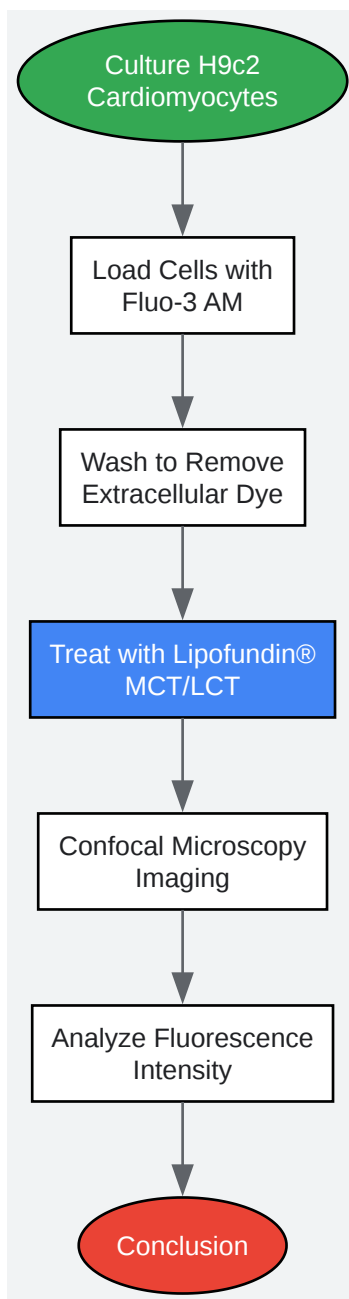 Culture H9c2
Cardiomyocytes
Load Cells with
Fluo-3 AM
Wash to Remove
Extracellular Dye
Treat with Lipofundin®
MCT/LCT
Confocal Microscopy
Imaging
Analyze Fluorescence
Intensity
Conclusion